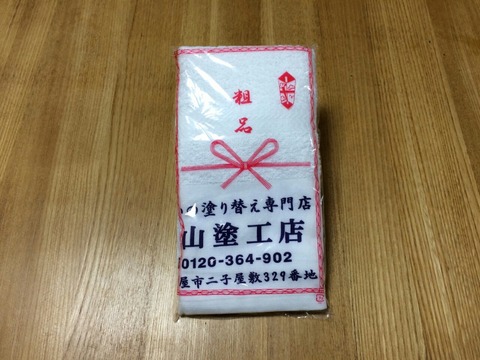 粗品
の塗り替え専門店
山塗工店
0120-364-902
屋市二子屋敷329番地